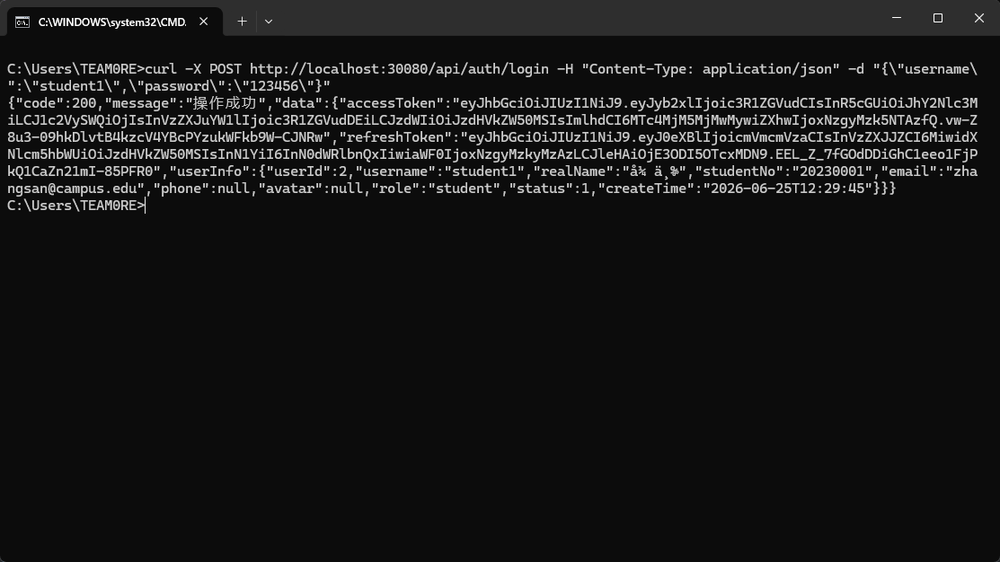 C:\WINDOWS\system32\CMD.
C:\Users\TEAM0RE>curl -X POST http://localhost:30080/api/auth/login -H "Content-Type: application/json" -d "{\"username\
":\"student1\",\"password\":\"123456\"}"
{"code":200,"message":"操作成功","data":{"accessToken":"eyJhbGciOiJIUzI1NiJ9.eyJyb2xlIjoic3R1ZGVudCIsInR5cGUiOiJhY2Nlc3M
iLCJ1c2VySWQiOjIsInVzZXJuYW1lIjoic3R1ZGVudDEiLCJzdWIiOiJzdHVkZW50MSIsImlhdCI6MTc4MjM5MjMwMywiZXhwIjoxNzgyMzk5NTAzfQ.vw-Z
8u3-09hkDlvtB4kzcV4YBcPYzukWFkb9W-CJNRw","refreshToken":"eyJhbGciOiJIUzI1NiJ9.eyJ0eXBlIjoicmVmcmVzaCIsInVzZXJJZCI6MiwidX
Nlcm5hbWUiOiJzdHVkZW50MSIsInN1YiI6InN0dWRlbnQxIiwiaWF0IjoxNzgyMzkyMzAzLCJleHAiOjE3ODI5OTcxMDN9.EEL_Z_7fGOdDDiGhC1eeo1FjP
kQ1CaZn21mI-85PFR0","userInfo":{"userId":2,"username":"student1","realName":"å¼ ä¸‰","studentNo":"20230001","email":"zha
ngsan@campus.edu","phone":null,"avatar":null,"role":"student","status":1,"createTime":"2026-06-25T12:29:45"}}}
C:\Users\TEAM0RE>